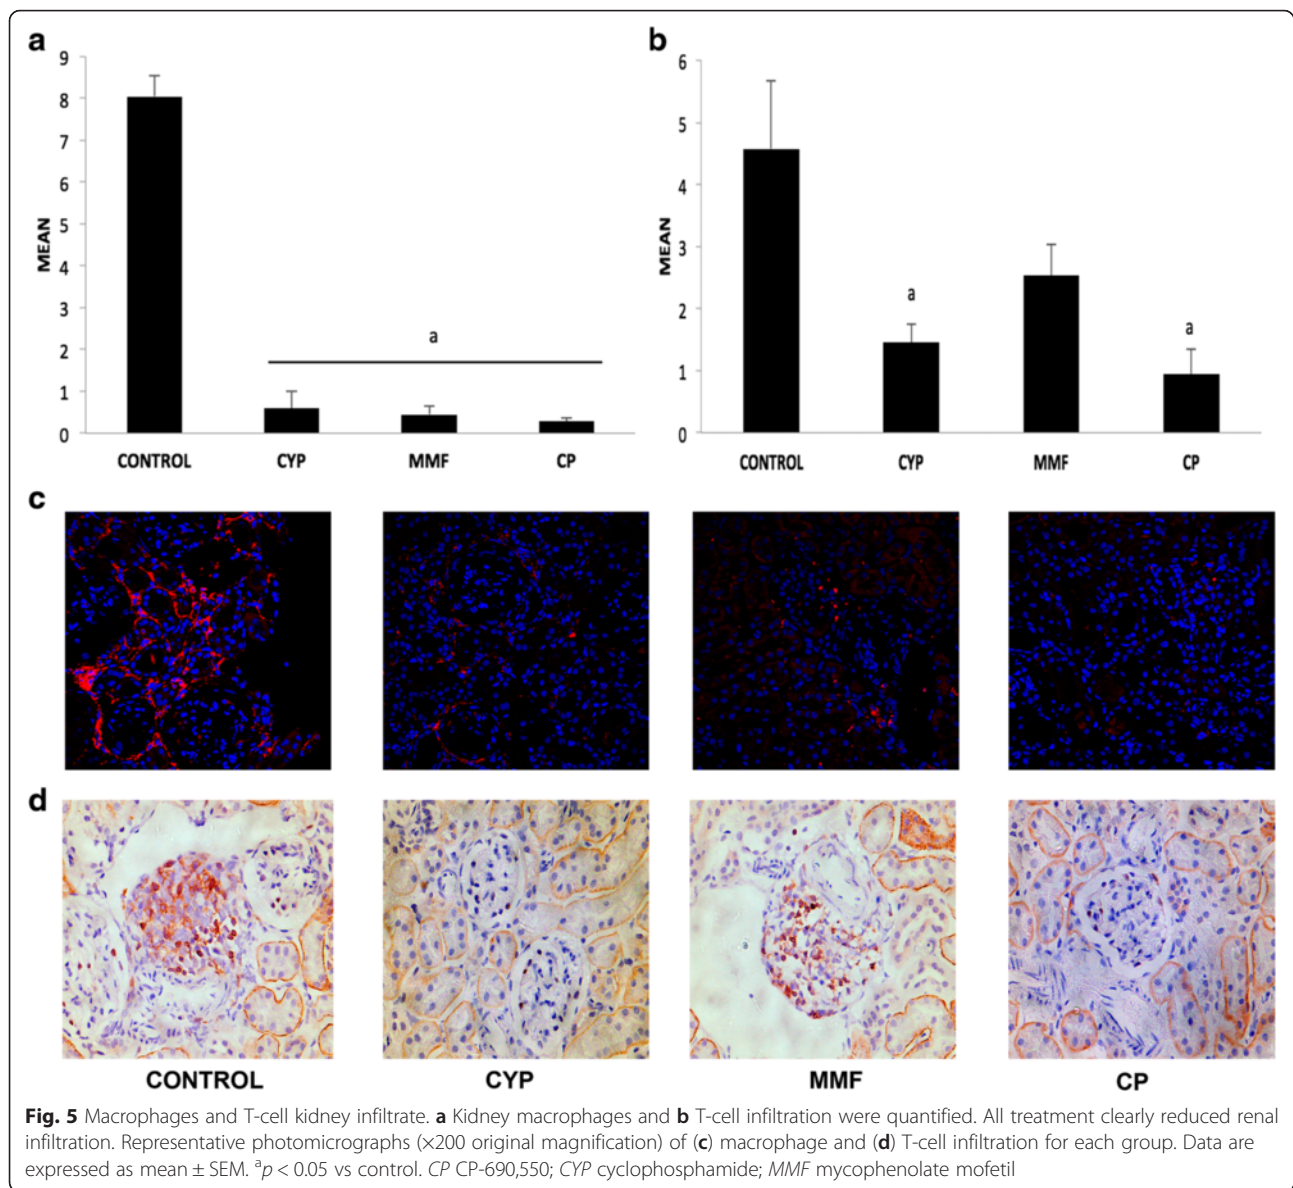 a
9
8
7
6
5
4
3
2
1
0
MEAN
a
CONTROL CYP MMF CP
b
6
5
4
3
2
1
0
MEAN
a
a
CONTROL CYP MMF CP
c
d
CONTROL CYP MMF CP
Fig. 5 Macrophages and T-cell kidney infiltrate. a Kidney macrophages and b T-cell infiltration were quantified. All treatment clearly reduced renal
infiltration. Representative photomicrographs (×200 original magnification) of (c) macrophage and (d) T-cell infiltration for each group. Data are
expressed as mean ± SEM. ᵃp < 0.05 vs control. CP CP-690,550; CYP cyclophosphamide; MMF mycophenolate mofetil